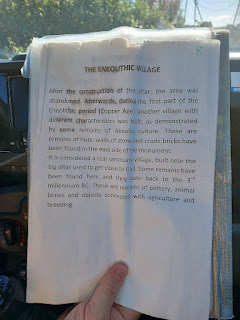 THE ENEOLITHIC VILLAGE
After the construction of the altar, the area was
abandoned. Afterwards, during the first part of the
Eneolithic period (Copper Age) another village with
different characteristics was built, as demonstrated
by some remains of Abealzu culture. These are
remains of huts, walls of stone and crude bricks have
been found in the east side of the monument.
It is considered a real sanctuary village, built near the
big altar used to get close to God. Some remains have
been found here and they date back to the 3rd
millennium BC. These are remains of pottery, animal
bones and objects connected with agriculture and
breeding.